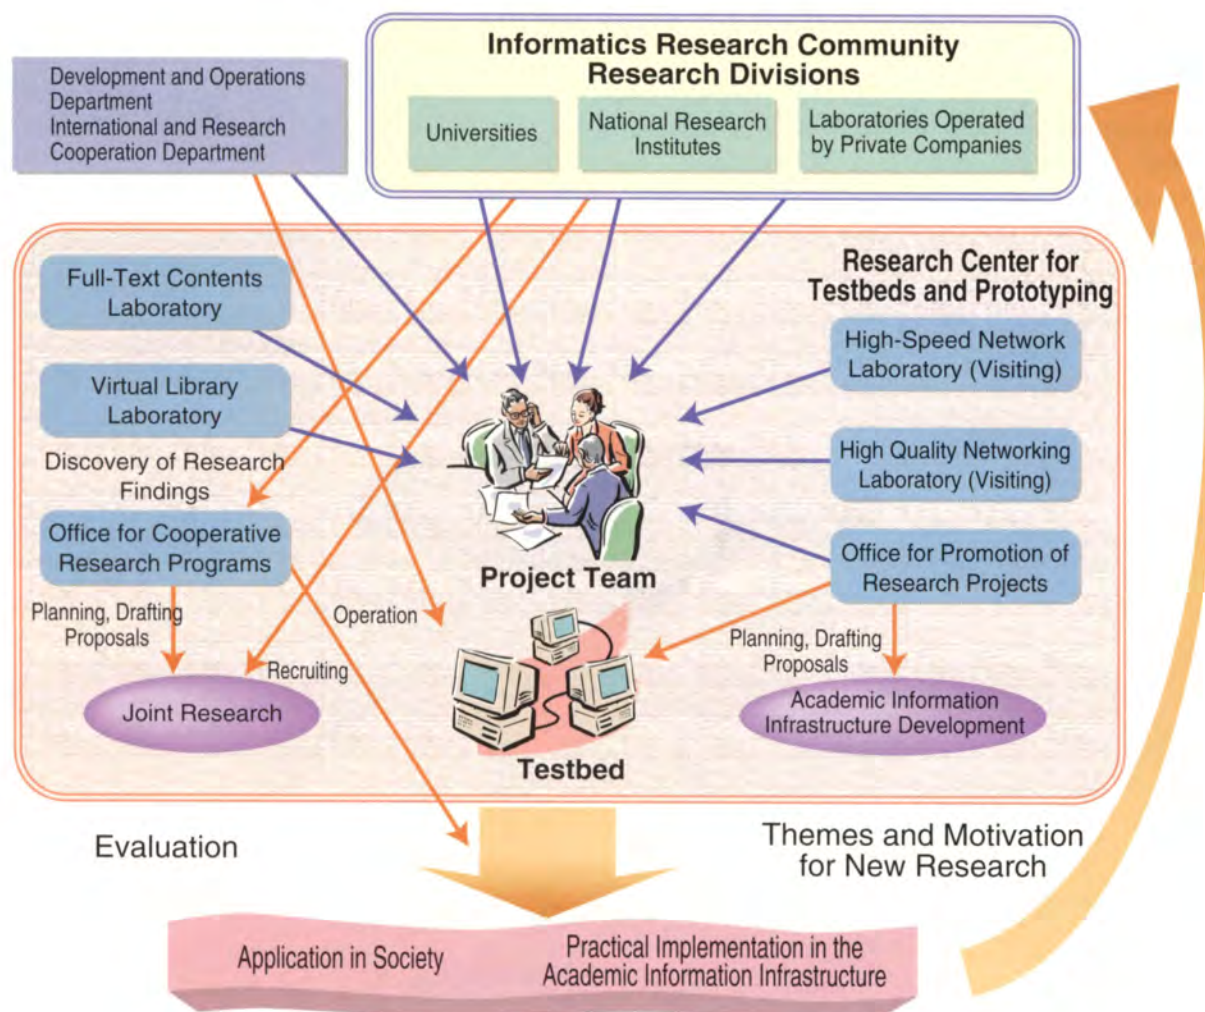 Informatics Research Community
Research Divisions
Development and Operations
Department
International and Research
Cooperation Department
Universities
National Research
Institutes
Laboratories Operated
by Private Companies
Research Center for
Testbeds and Prototyping
Full-Text Contents
Laboratory
Virtual Library
Laboratory
Discovery of Research
Findings
Office for Cooperative
Research Programs
High-Speed Network
Laboratory (Visiting)
High Quality Networking
Laboratory (Visiting)
Office for Promotion of
Research Projects
Project Team
Planning, Drafting
Proposals
Operation
Recruiting
Planning, Drafting
Proposals
Joint Research
Academic Information
Infrastructure Development
Testbed
Evaluation
Themes and Motivation
for New Research
Application in Society
Practical Implementation in the
Academic Information Infrastructure